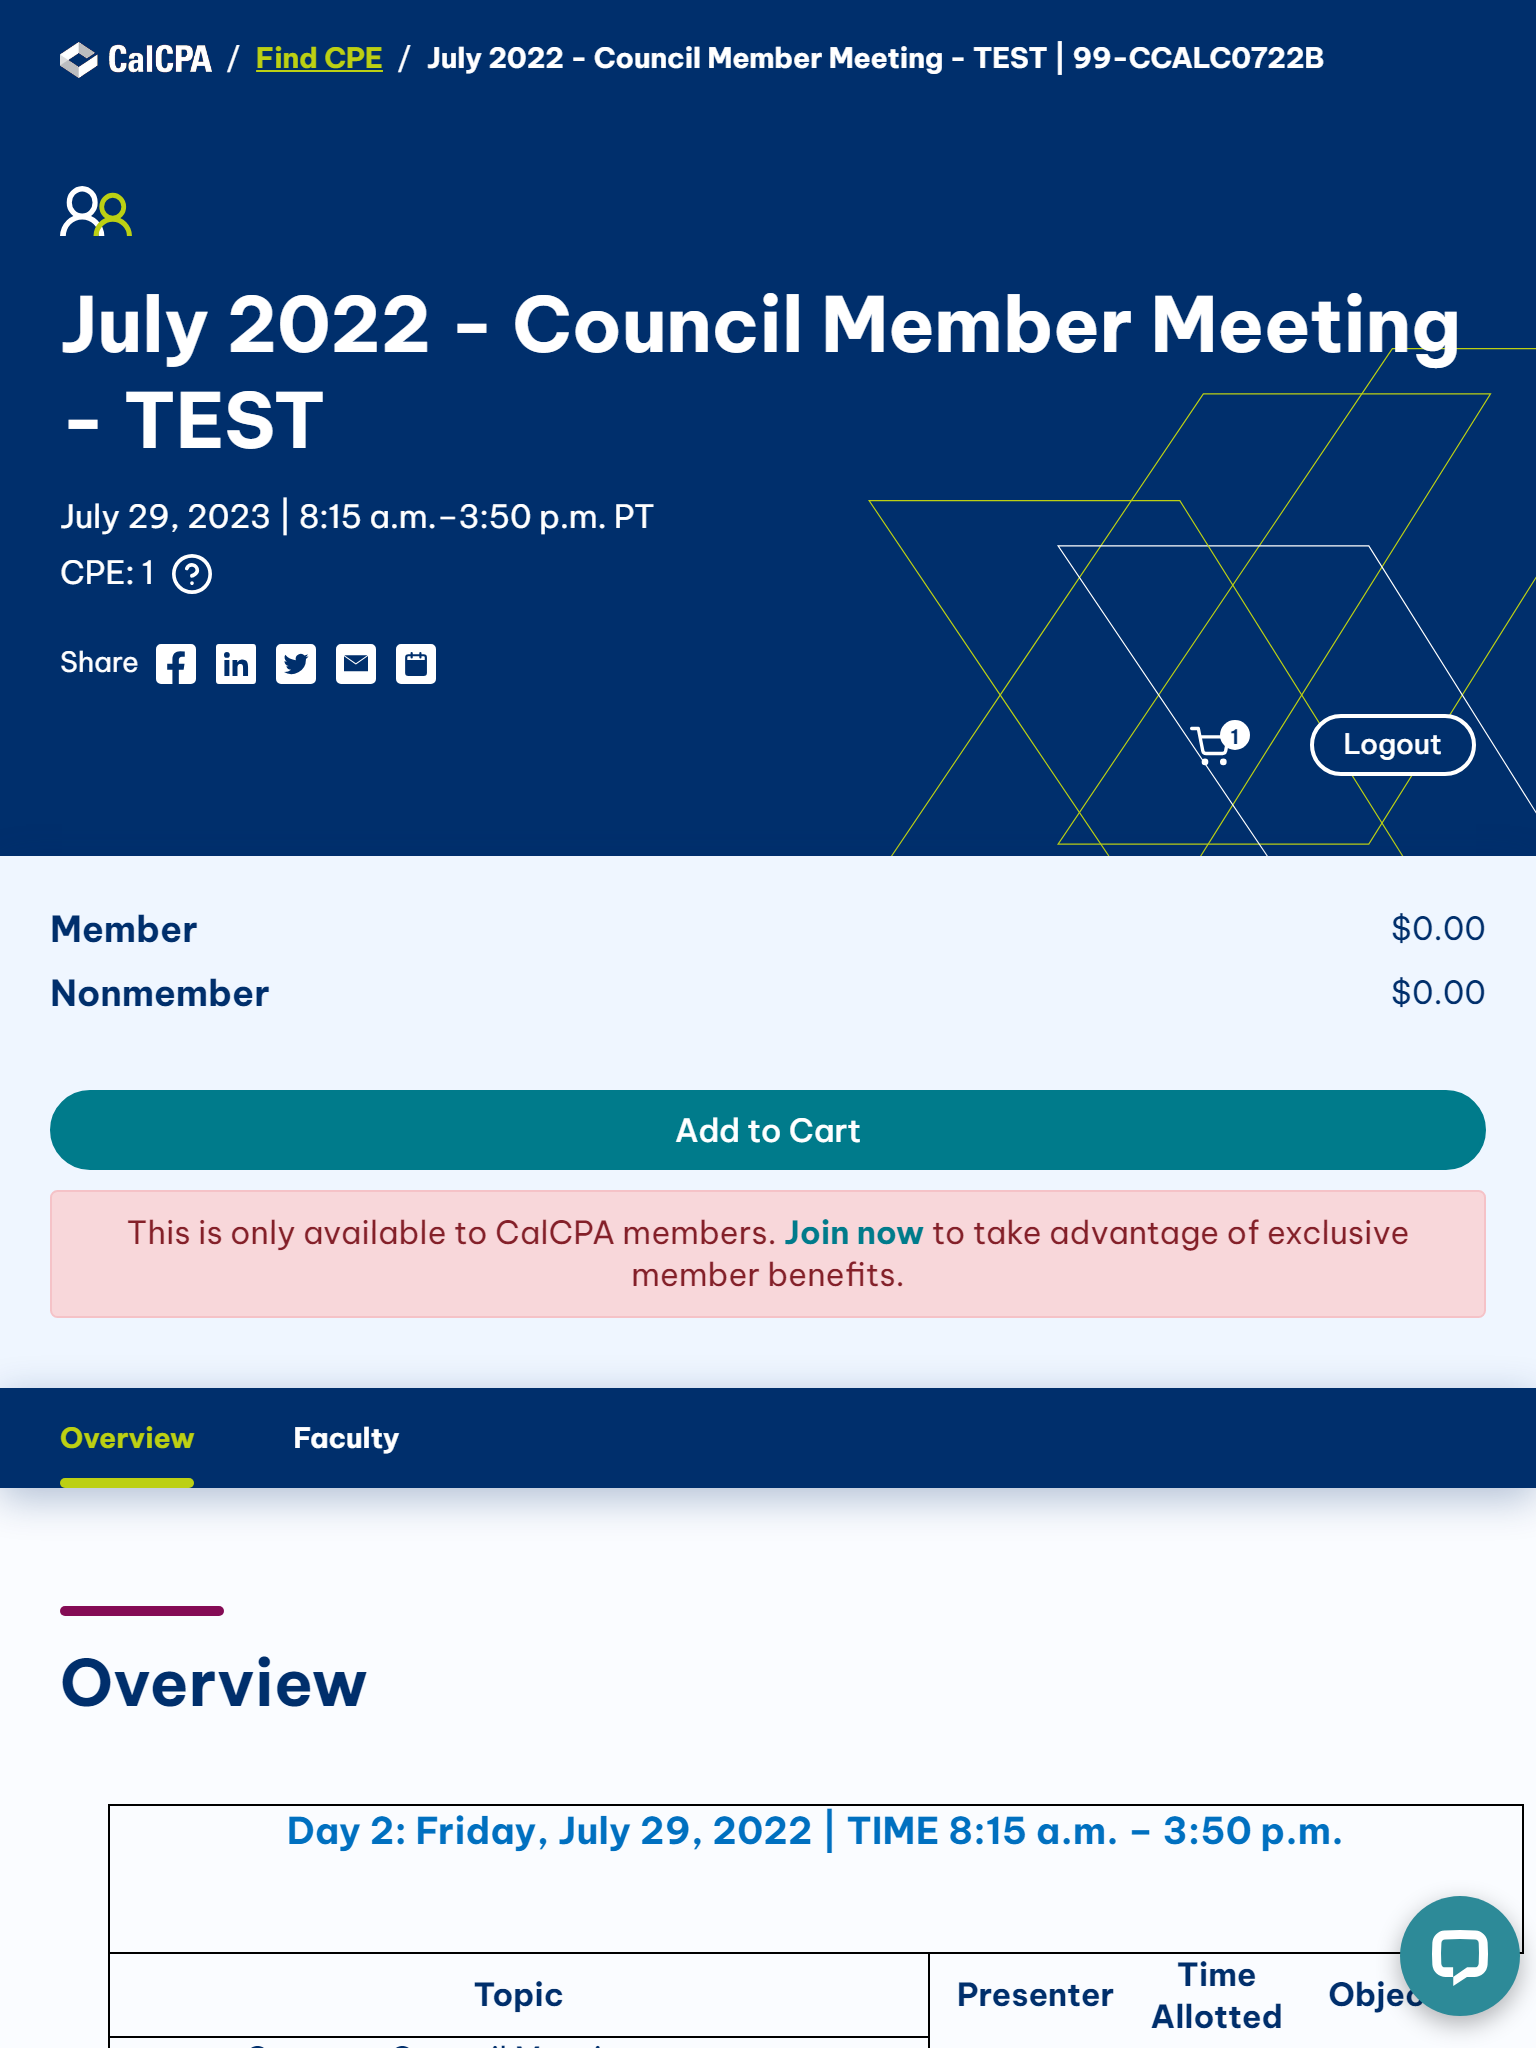 CalCPA / Find CPE / July 2022 - Council Member Meeting - TEST | 99-CCALC0722B
July 2022 - Council Member Meeting
- TEST
July 29, 2023 | 8:15 a.m.–3:50 p.m. PT
CPE: 1 ?
Share
1
Logout
Member $0.00
Nonmember $0.00
Add to Cart
This is only available to CalCPA members. Join now to take advantage of exclusive
member benefits.
Overview Faculty
Overview
Day 2: Friday, July 29, 2022 | TIME 8:15 a.m. – 3:50 p.m.
Topic Presenter Time Allotted